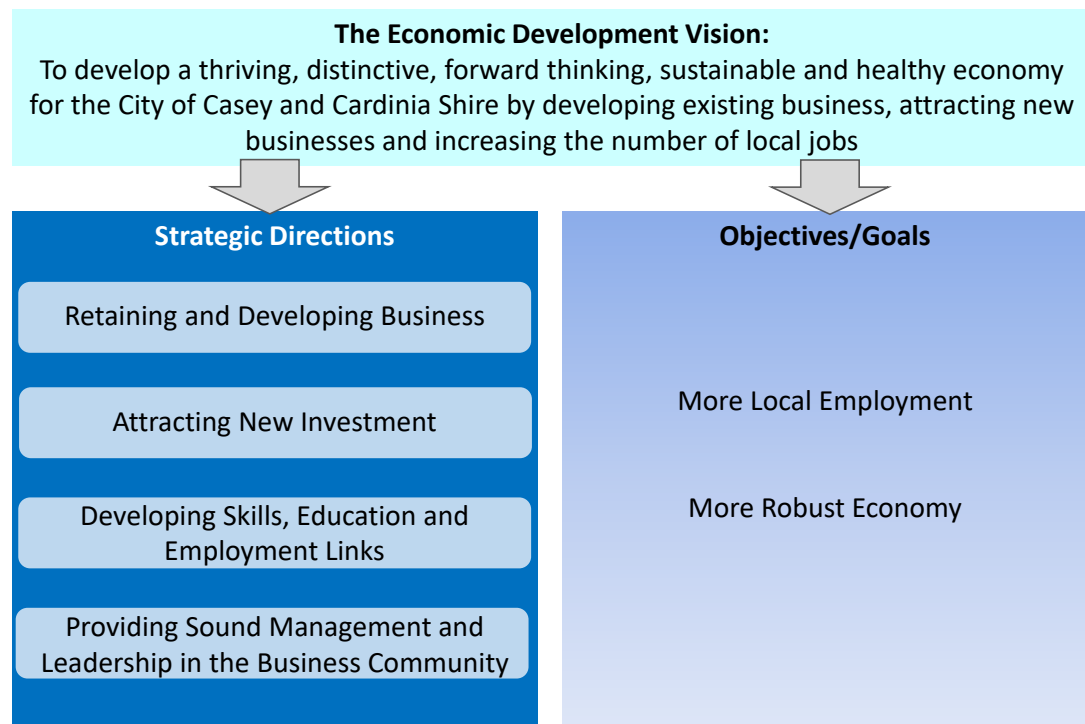 The Economic Development Vision:
To develop a thriving, distinctive, forward thinking, sustainable and healthy economy
for the City of Casey and Cardinia Shire by developing existing business, attracting new
businesses and increasing the number of local jobs
Strategic Directions
Retaining and Developing Business
Attracting New Investment
Developing Skills, Education and
Employment Links
Providing Sound Management and
Leadership in the Business Community
Objectives/Goals
More Local Employment
More Robust Economy